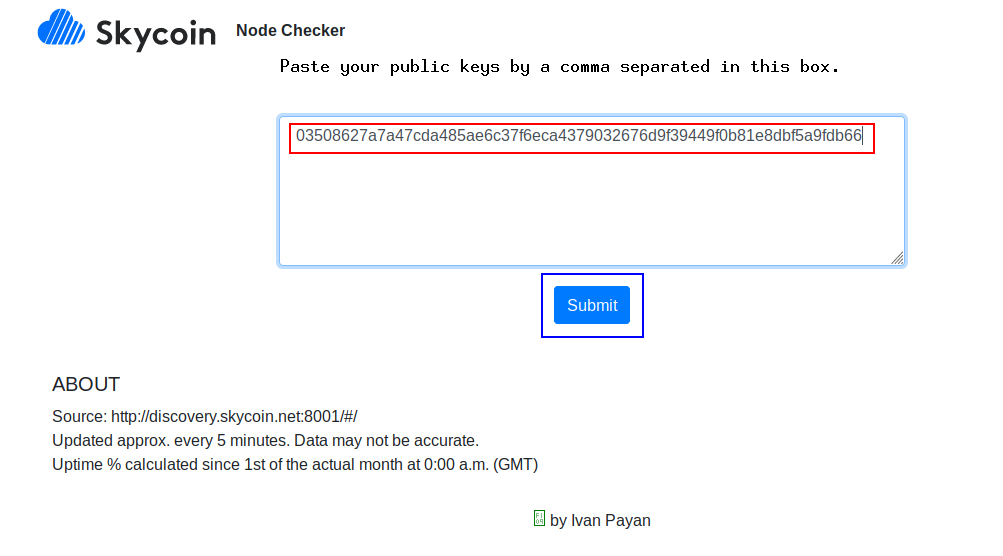 Skycoin Node Checker
Paste your public keys by a comma separated in this box.
03508627a7a47cda485ae6c37f6eca4379032676d9f39449f0b81e8dbf5a9fdb66
Submit
ABOUT
Source: http://discovery.skycoin.net:8001/#/
Updated approx. every 5 minutes. Data may not be accurate.
Uptime % calculated since 1st of the actual month at 0:00 a.m. (GMT)
by Ivan Payan